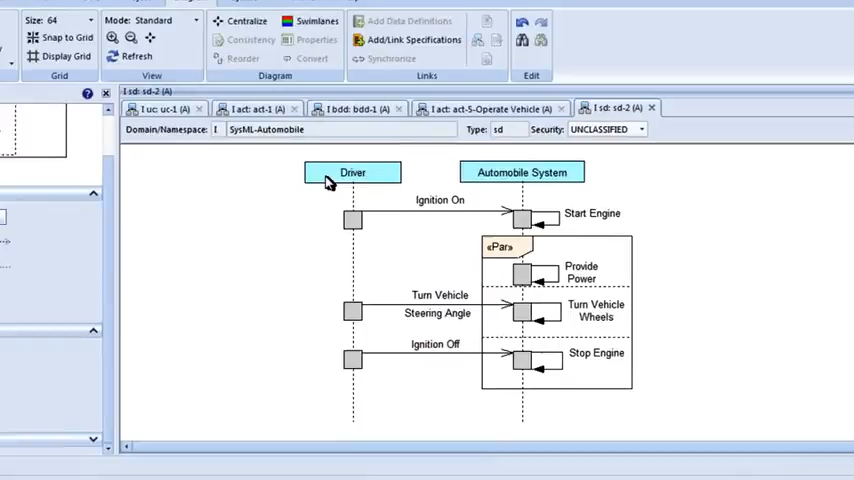 Size: 64
Mode: Standard
Centralize
Swimlanes
Add Data Definitions
Snap to Grid
Consistency
Properties
Add/Link Specifications
Display Grid
Refresh
Reorder
Convert
Synchronize
Grid
View
Diagram
Links
Edit
I sd: sd-2 (A)
I uc: uc-1 (A)
I act: act-1 (A)
I bdd: bdd-1 (A)
I act: act-5-Operate Vehicle (A)
I sd: sd-2 (A)
Domain/Namespace: I SysML-Automobile Type: sd Security: UNCLASSIFIED
Driver
Automobile System
Ignition On
Start Engine
«Par»
Provide
Power
Turn Vehicle
Steering Angle
Turn Vehicle
Wheels
Ignition Off
Stop Engine